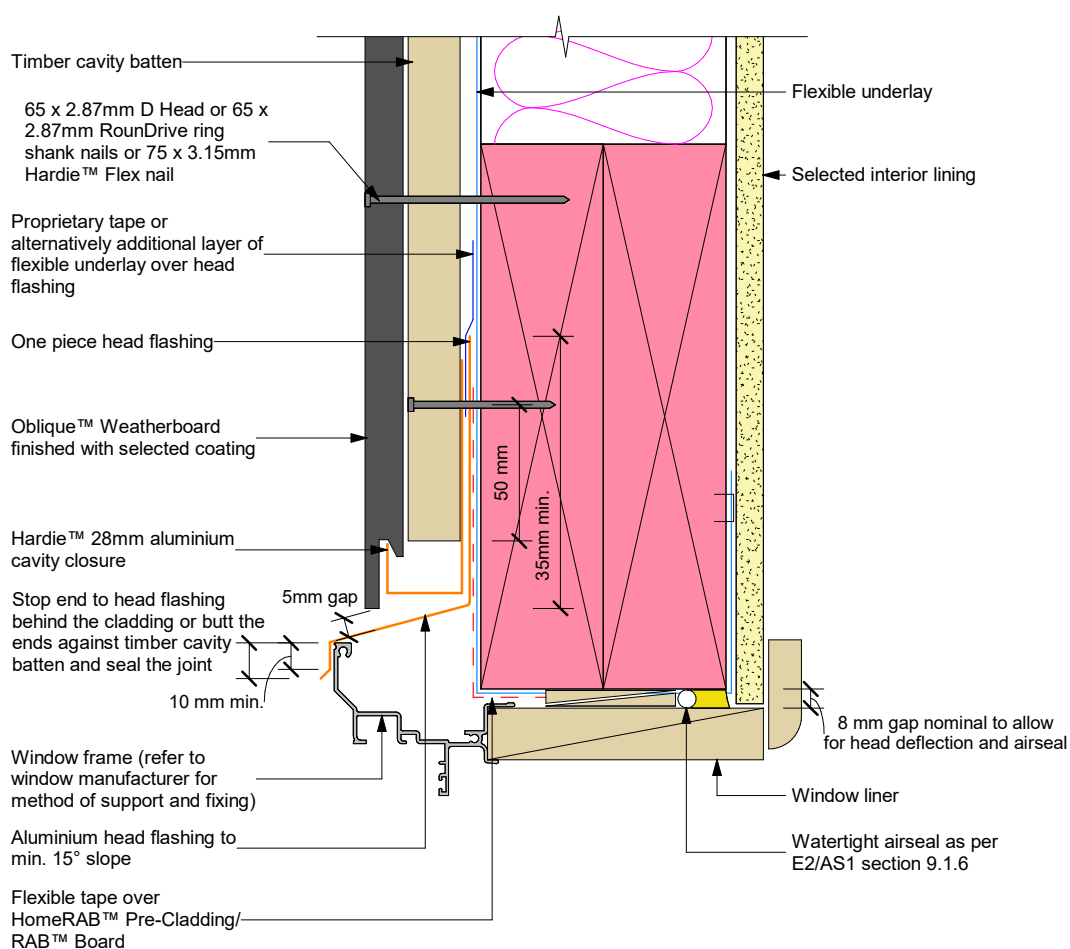 Timber cavity batten
65 x 2.87mm D Head or 65 x
2.87mm RounDrive ring
shank nails or 75 x 3.15mm
Hardie™ Flex nail
Proprietary tape or
alternatively additional layer of
flexible underlay over head
flashing
One piece head flashing
Oblique™ Weatherboard
finished with selected coating
Hardie™ 28mm aluminium
cavity closure
Stop end to head flashing
behind the cladding or butt the
ends against timber cavity
batten and seal the joint
5mm gap
10 mm min.
Window frame (refer to
window manufacturer for
method of support and fixing)
Aluminium head flashing to
min. 15° slope
Flexible tape over
HomeRAB™ Pre-Cladding/
RAB™ Board
50 mm
35mm min.
Flexible underlay
Selected interior lining
8 mm gap nominal to allow
for head deflection and airseal
Window liner
Watertight airseal as per
E2/AS1 section 9.1.6